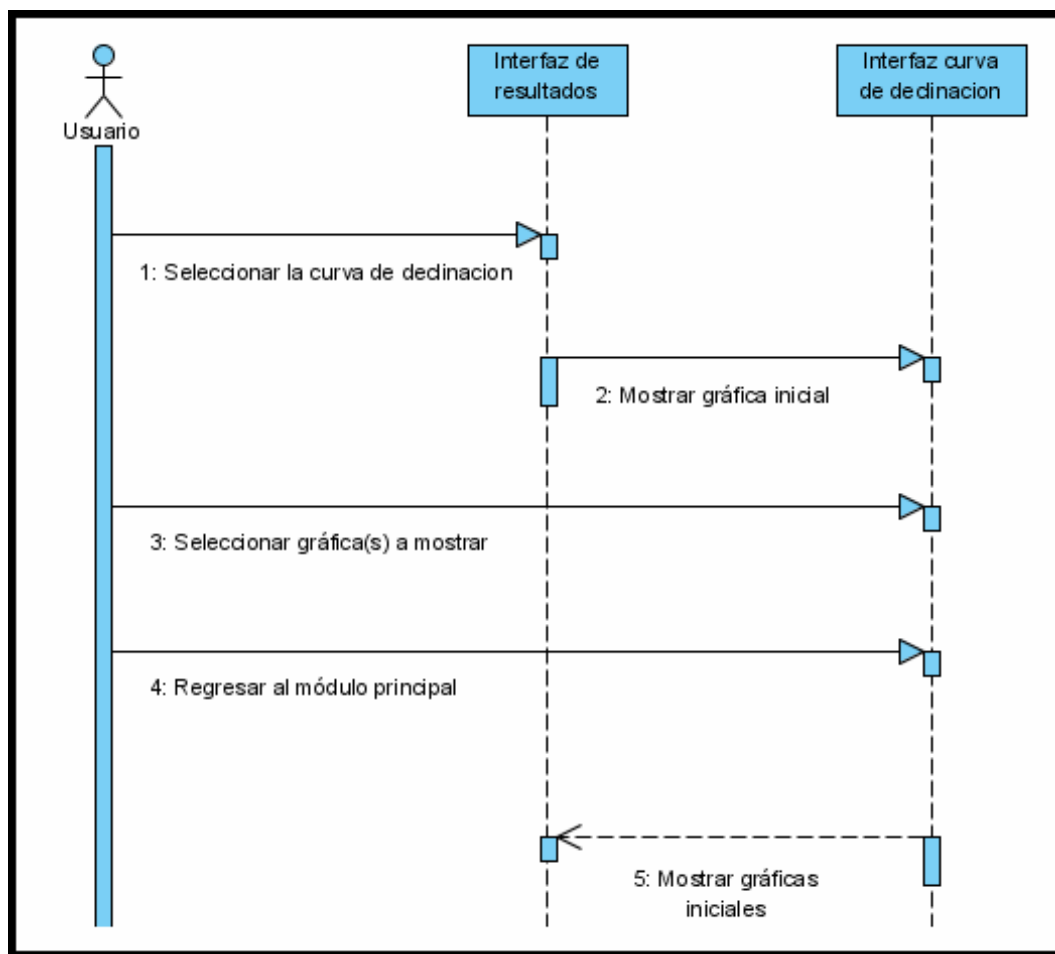 Interfaz de
resultados
Interfaz curva
de declinacion
Usuario
1: Seleccionar la curva de declinacion
2: Mostrar gráfica inicial
3: Seleccionar gráfica(s) a mostrar
4: Regresar al módulo principal
5: Mostrar gráficas
iniciales